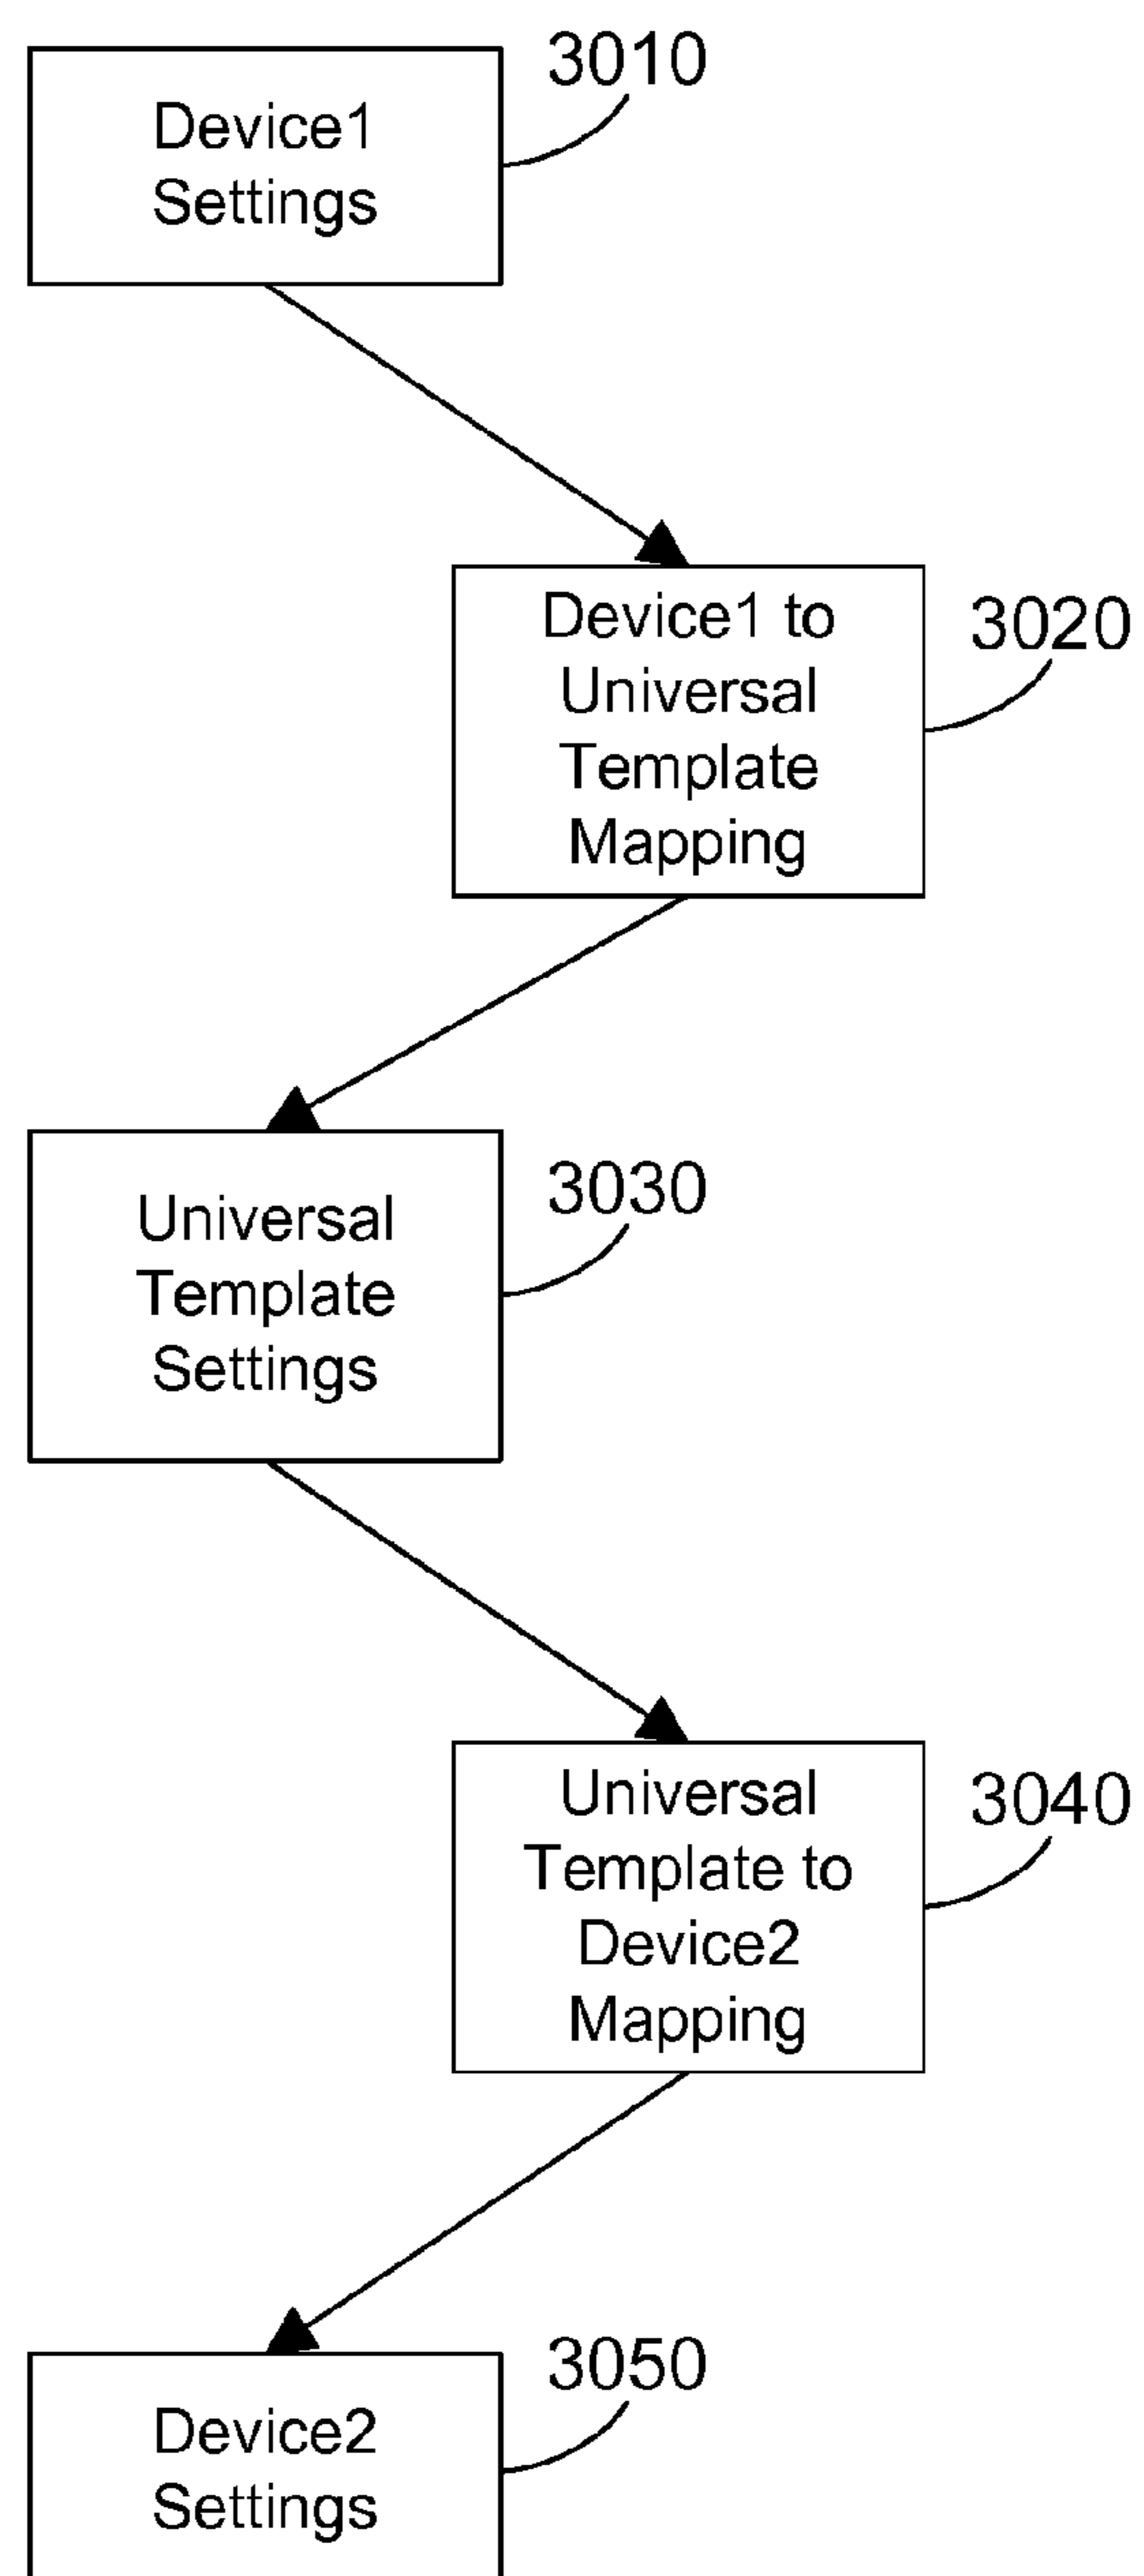 3010
Device1
Settings
3020
Device1 to
Universal
Template
Mapping
3030
Universal
Template
Settings
3040
Universal
Template to
Device2
Mapping
3050
Device2
Settings